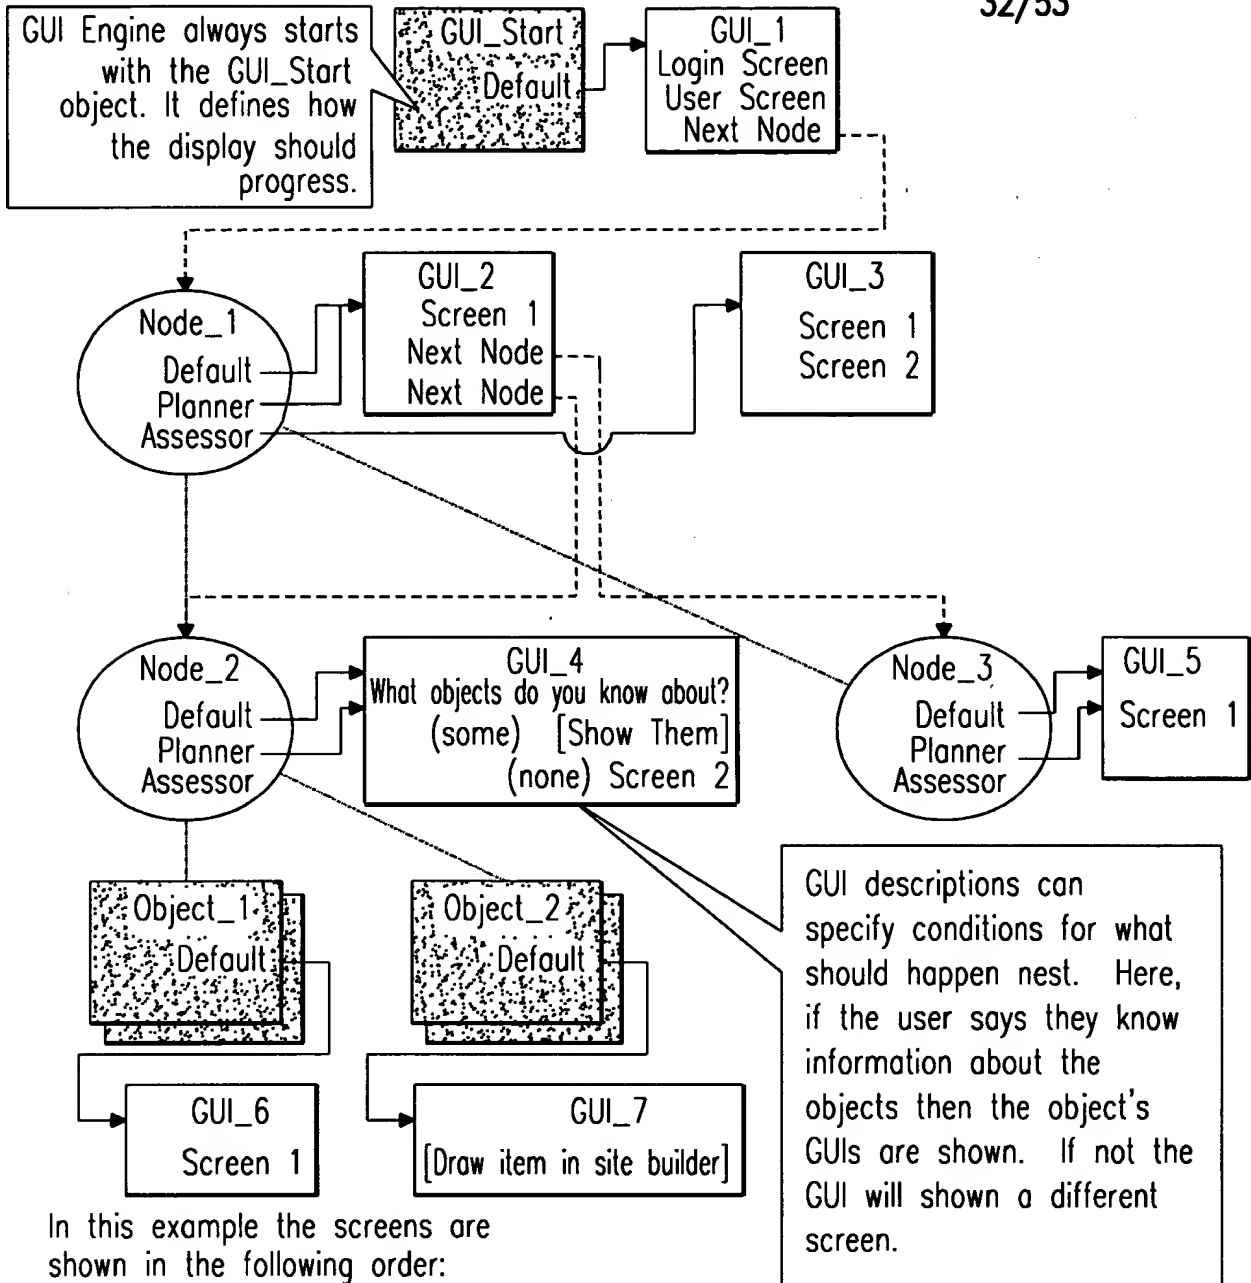 32/53
GUI Engine always starts
with the GUI_Start
object. It defines how
the display should
progress.
GUI_Start
Default
GUI_1
Login Screen
User Screen
Next Node
Node_1
Default
Planner
Assessor
GUI_2
Screen 1
Next Node
Next Node
GUI_3
Screen 1
Screen 2
Node_2
Default
Planner
Assessor
GUI_4
What objects do you know about?
(some) [Show Them]
(none) Screen 2
Node_3
Default
Planner
Assessor
GUI_5
Screen 1
Object_1
Default
Object_2
Default
GUI_6
Screen 1
GUI_7
[Draw item in site builder]
GUI descriptions can
specify conditions for what
should happen nest. Here,
if the user says they know
information about the
objects then the object's
GUIs are shown. If not the
GUI will shown a different
screen.
In this example the screens are
shown in the following order: